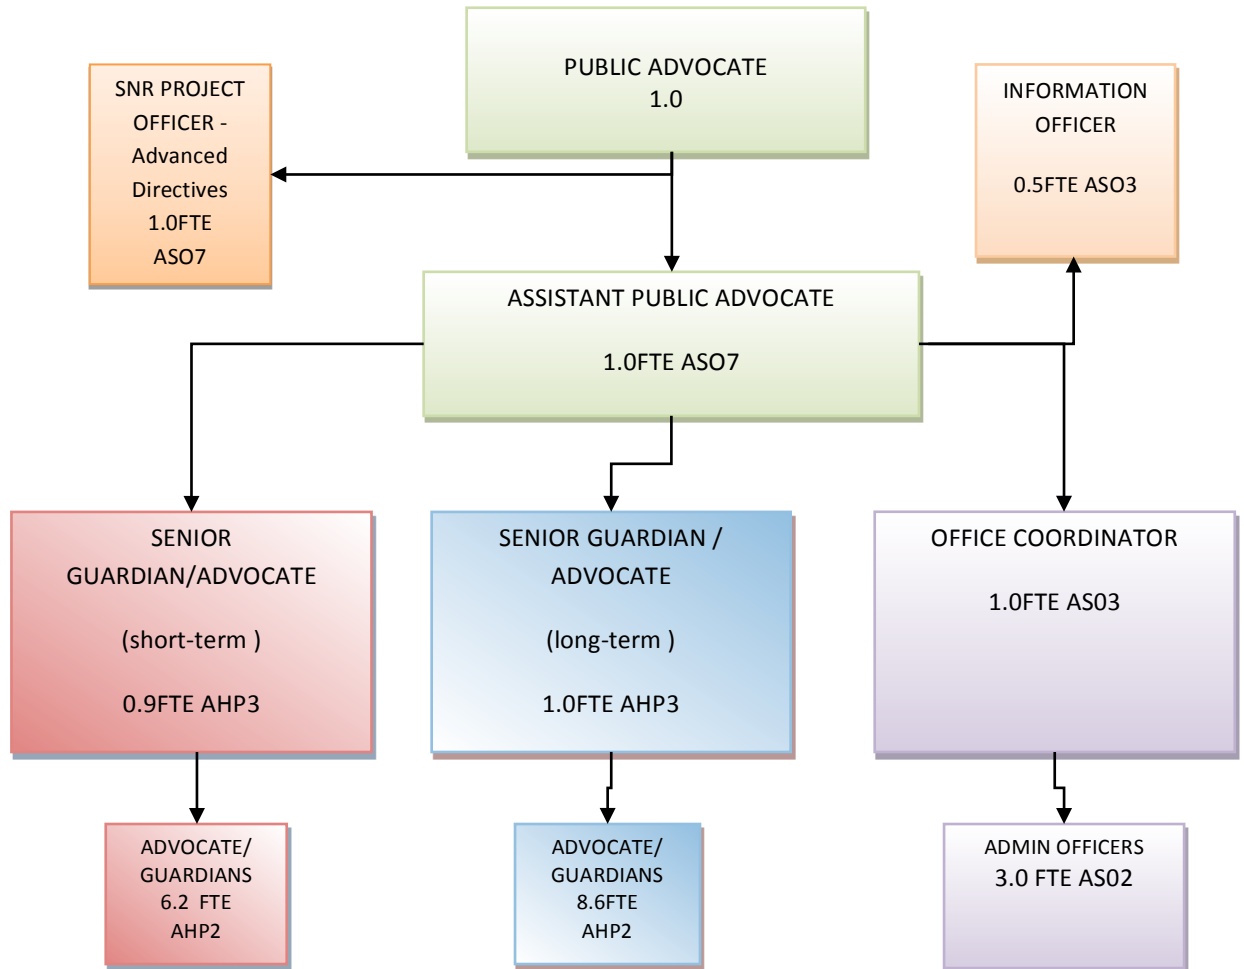 PUBLIC ADVOCATE
1.0
SNR PROJECT
OFFICER -
Advanced
Directives
1.0FTE
ASO7
INFORMATION
OFFICER
0.5FTE ASO3
ASSISTANT PUBLIC ADVOCATE
1.0FTE ASO7
SENIOR
GUARDIAN/ADVOCATE
(short-term )
0.9FTE AHP3
SENIOR GUARDIAN /
ADVOCATE
(long-term )
1.0FTE AHP3
OFFICE COORDINATOR
1.0FTE AS03
ADVOCATE/
GUARDIANS
6.2 FTE
AHP2
ADVOCATE/
GUARDIANS
8.6FTE
AHP2
ADMIN OFFICERS
3.0 FTE AS02